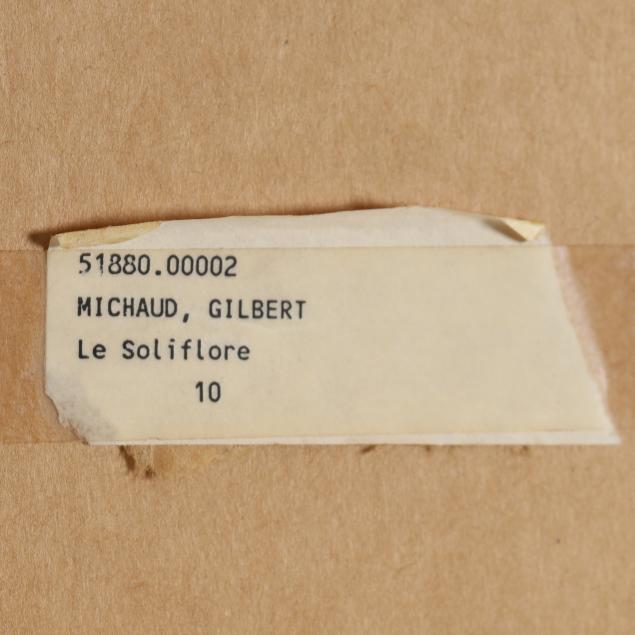 51880.00002
MICHAUD, GILBERT
Le Soliflore
10